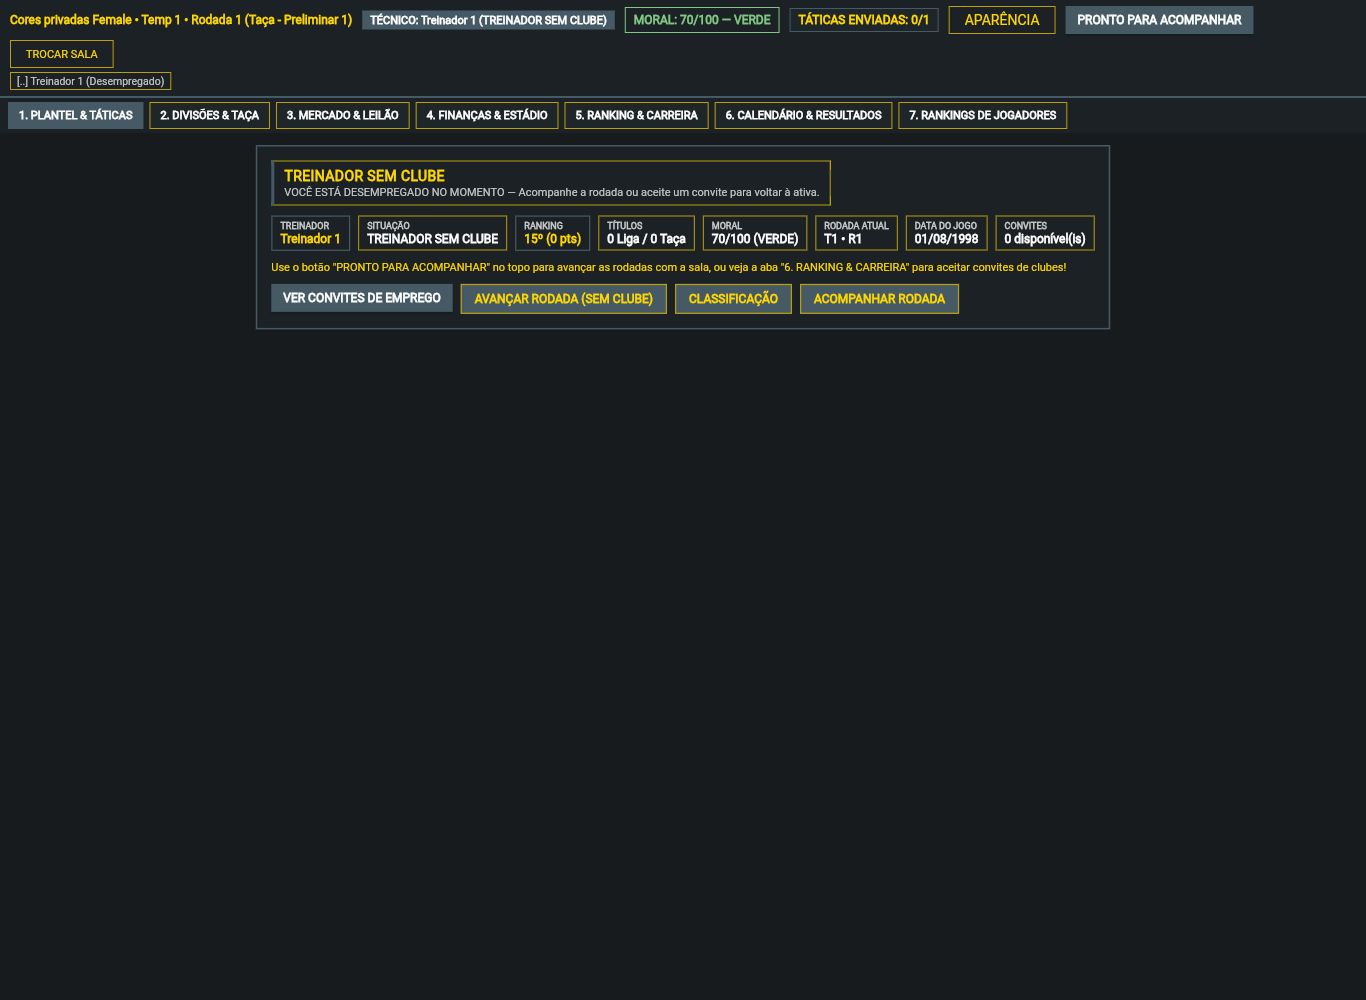 Cores privadas Female • Temp 1 • Rodada 1 (Taça - Preliminar 1)
TÉCNICO: Treinador 1 (TREINADOR SEM CLUBE)
MORAL: 70/100 — VERDE
TÁTICAS ENVIADAS: 0/1
APARÊNCIA
PRONTO PARA ACOMPANHAR
TROCAR SALA
[..] Treinador 1 (Desempregado)
1. PLANTEL & TÁTICAS
2. DIVISÕES & TAÇA
3. MERCADO & LEILÃO
4. FINANÇAS & ESTÁDIO
5. RANKING & CARREIRA
6. CALENDÁRIO & RESULTADOS
7. RANKINGS DE JOGADORES
TREINADOR SEM CLUBE
VOCÊ ESTÁ DESEMPREGADO NO MOMENTO — Acompanhe a rodada ou aceite um convite para voltar à ativa.
TREINADOR
Treinador 1
SITUAÇÃO
TREINADOR SEM CLUBE
RANKING
15º (0 pts)
TÍTULOS
0 Liga / 0 Taça
MORAL
70/100 (VERDE)
RODADA ATUAL
T1 • R1
DATA DO JOGO
01/08/1998
CONVITES
0 disponível(is)
Use o botão "PRONTO PARA ACOMPANHAR" no topo para avançar as rodadas com a sala, ou veja a aba "6. RANKING & CARREIRA" para aceitar convites de clubes!
VER CONVITES DE EMPREGO
AVANÇAR RODADA (SEM CLUBE)
CLASSIFICAÇÃO
ACOMPANHAR RODADA